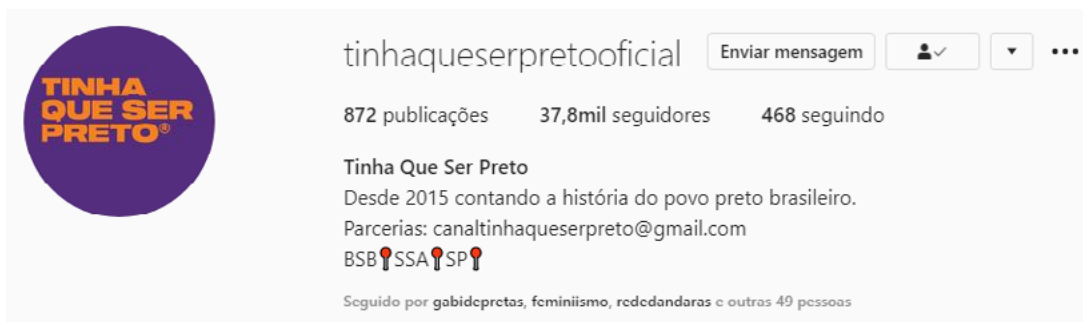 TINHA
QUE SER
PRETO®
tinhaqueserpretooficial Enviar mensagem
872 publicações 37,8mil seguidores 468 seguindo
Tinha Que Ser Preto
Desde 2015 contando a história do povo preto brasileiro.
Parcerias: canaltinhaqueserpreto@gmail.com
BSB📍SSA📍SP📍
Seguido por gabidepretas, feminiismo, rededandaras e outras 49 pessoas